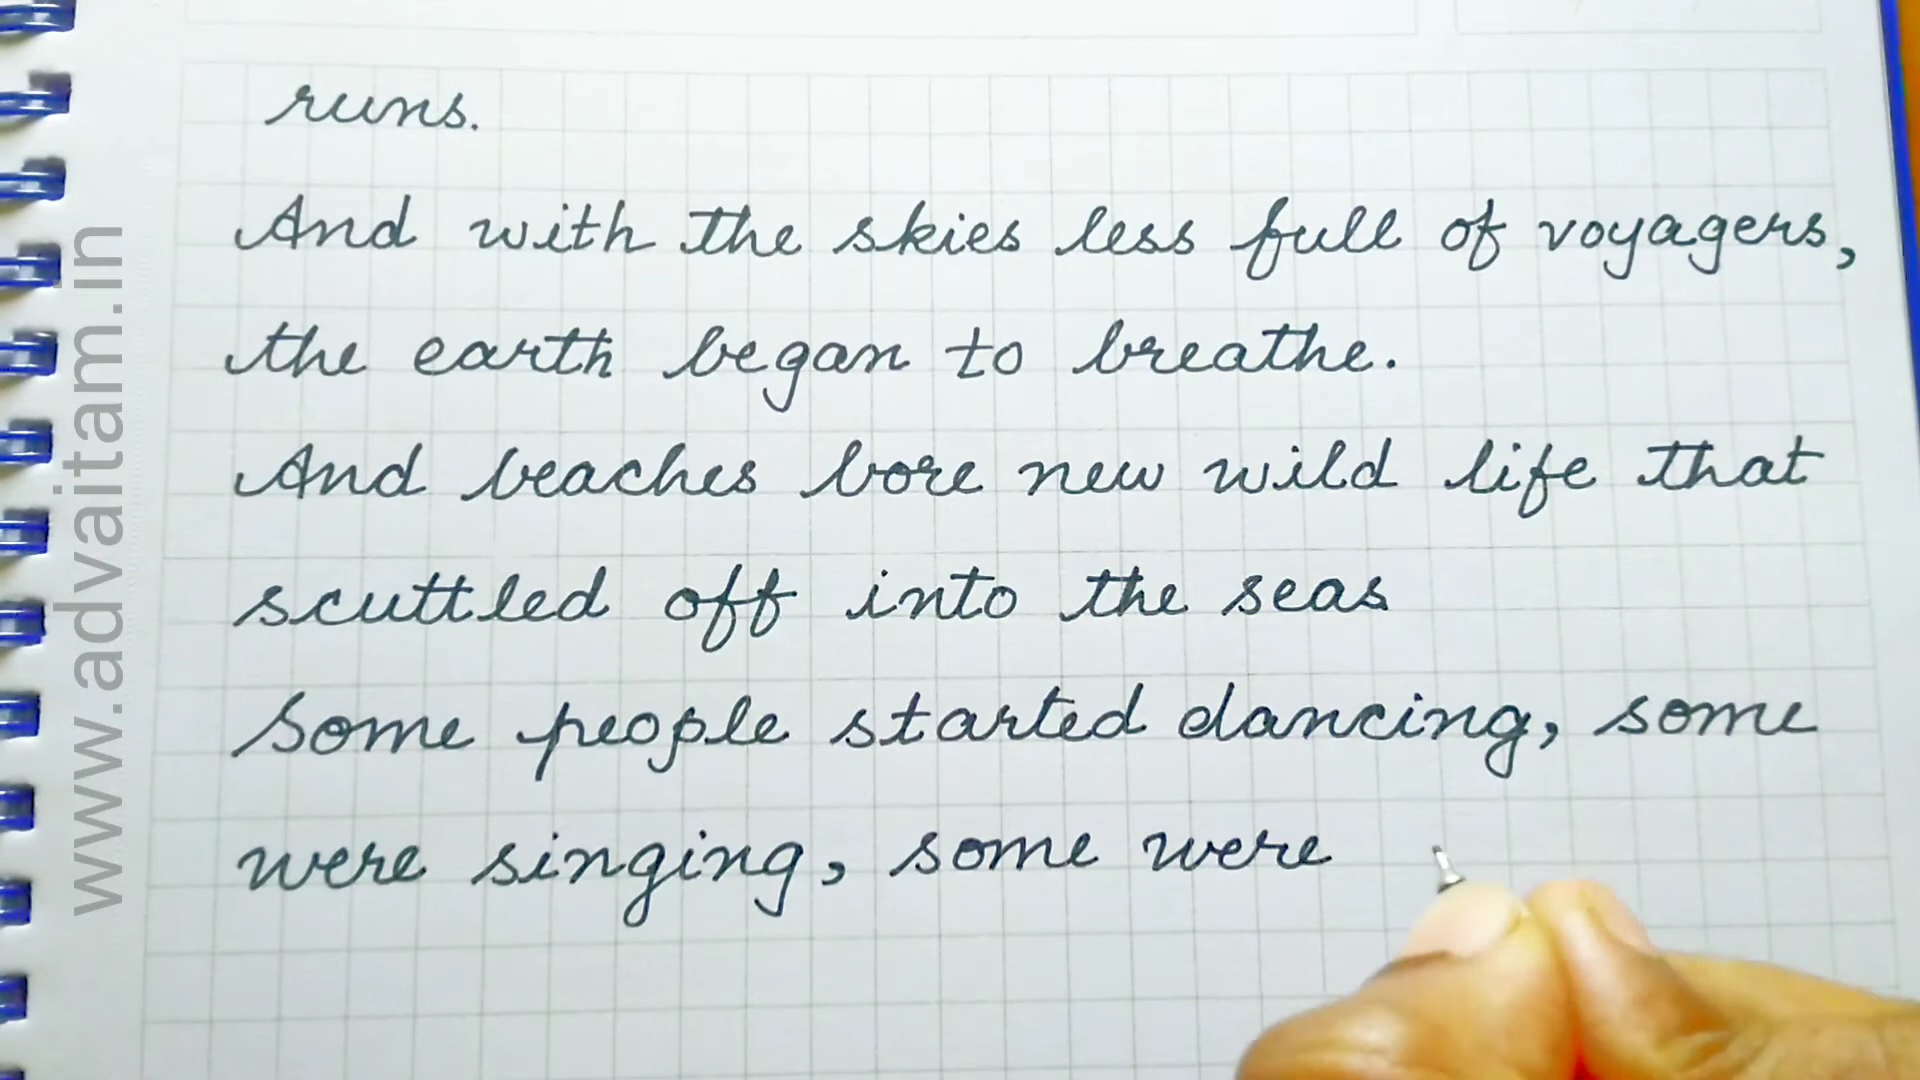 runs.
And with the skies less full of voyagers,
the earth began to breathe.
And beaches bore new wild life that
scuttled off into the seas
Some people started dancing, some
were singing, some were
www.advaitam.in